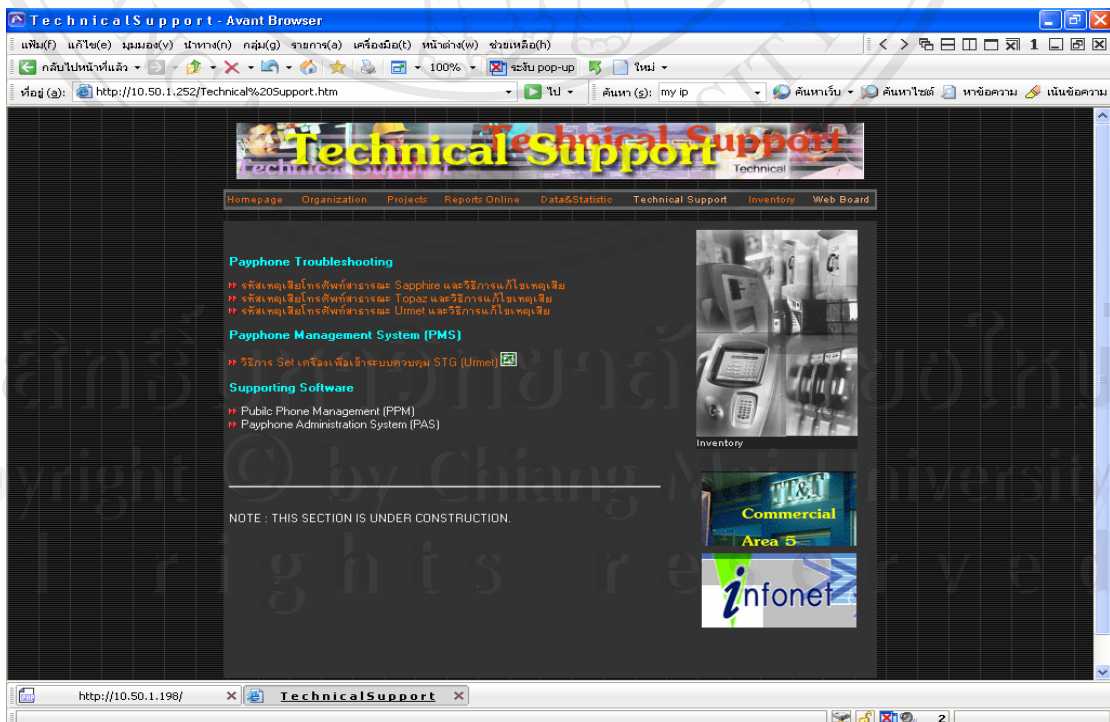 TechnicalSupport - Avant Browser
แฟ้ม(F) แก้ไข(e) มุมมอง(v) นำทาง(n) กลุ่ม(g) รายการ(a) เครื่องมือ(t) หน้าต่าง(w) ช่วยเหลือ(h)
1
กลับไปหน้าที่แล้ว 100% ระงับ pop-up ใหม่
ที่อยู่ (a): http://10.50.1.252/Technical%20Support.htm ไป ค้นหา (s): my ip ค้นหาเว็บ ค้นหาไซต์ หาข้อความ เน้นข้อความ
Technical Support
Technical Support
Technical Support
Technical
Homepage Organization Projects Reports Online Data&Statistic Technical Support Inventory Web Board
Payphone Troubleshooting
รหัสเหตุเสียโทรศัพท์สาธารณะ Sapphire และวิธีการแก้ไขเหตุเสีย
รหัสเหตุเสียโทรศัพท์สาธารณะ Topaz และวิธีการแก้ไขเหตุเสีย
รหัสเหตุเสียโทรศัพท์สาธารณะ Urmet และวิธีการแก้ไขเหตุเสีย
Payphone Management System (PMS)
วิธีการ Set เครื่องเพื่อเข้าระบบควบคุม STG (Urmet)
Supporting Software
Pubilc Phone Management (PPM)
Payphone Administration System (PAS)
Inventory
TT&T
Commercial
Area 5
NOTE : THIS SECTION IS UNDER CONSTRUCTION.
infonet
http://10.50.1.198/ TechnicalSupport
2
Copyright © by Chiang Mai University
rights reserved